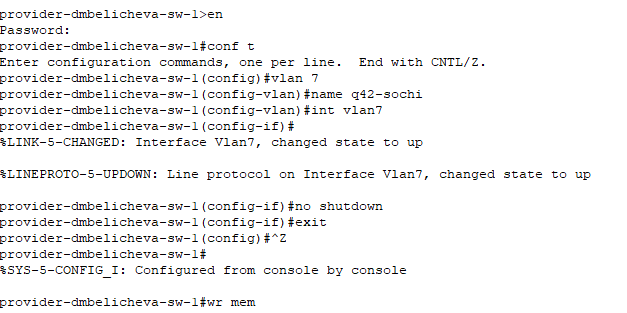 provider-dmbelicheva-sw-1>en
Password:
provider-dmbelicheva-sw-1#conf t
Enter configuration commands, one per line.  End with CNTL/Z.
provider-dmbelicheva-sw-1(config)#vlan 7
provider-dmbelicheva-sw-1(config-vlan)#name q42-sochi
provider-dmbelicheva-sw-1(config-vlan)#int vlan7
provider-dmbelicheva-sw-1(config-if)#
%LINK-5-CHANGED: Interface Vlan7, changed state to up
%LINEPROTO-5-UPDOWN: Line protocol on Interface Vlan7, changed state to up
provider-dmbelicheva-sw-1(config-if)#no shutdown
provider-dmbelicheva-sw-1(config-if)#exit
provider-dmbelicheva-sw-1(config)#^Z
provider-dmbelicheva-sw-1#
%SYS-5-CONFIG_I: Configured from console by console
provider-dmbelicheva-sw-1#wr mem